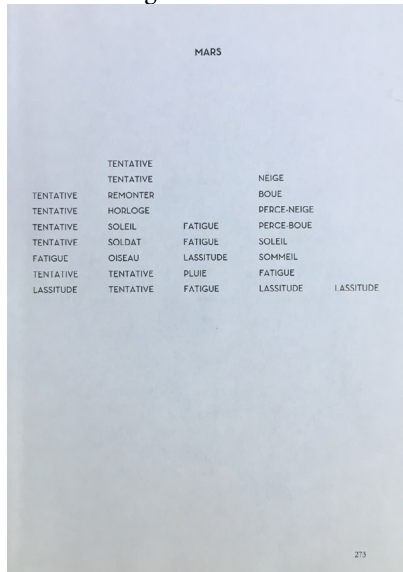 MARS
TENTATIVE
TENTATIVE NEIGE
TENTATIVE REMONTER BOUE
TENTATIVE HORLOGE PERCE-NEIGE
TENTATIVE SOLEIL FATIGUE PERCE-BOUE
TENTATIVE SOLDAT FATIGUE SOLEIL
FATIGUE OISEAU LASSITUDE SOMMEIL
TENTATIVE TENTATIVE PLUIE FATIGUE
LASSITUDE TENTATIVE FATIGUE LASSITUDE LASSITUDE
273